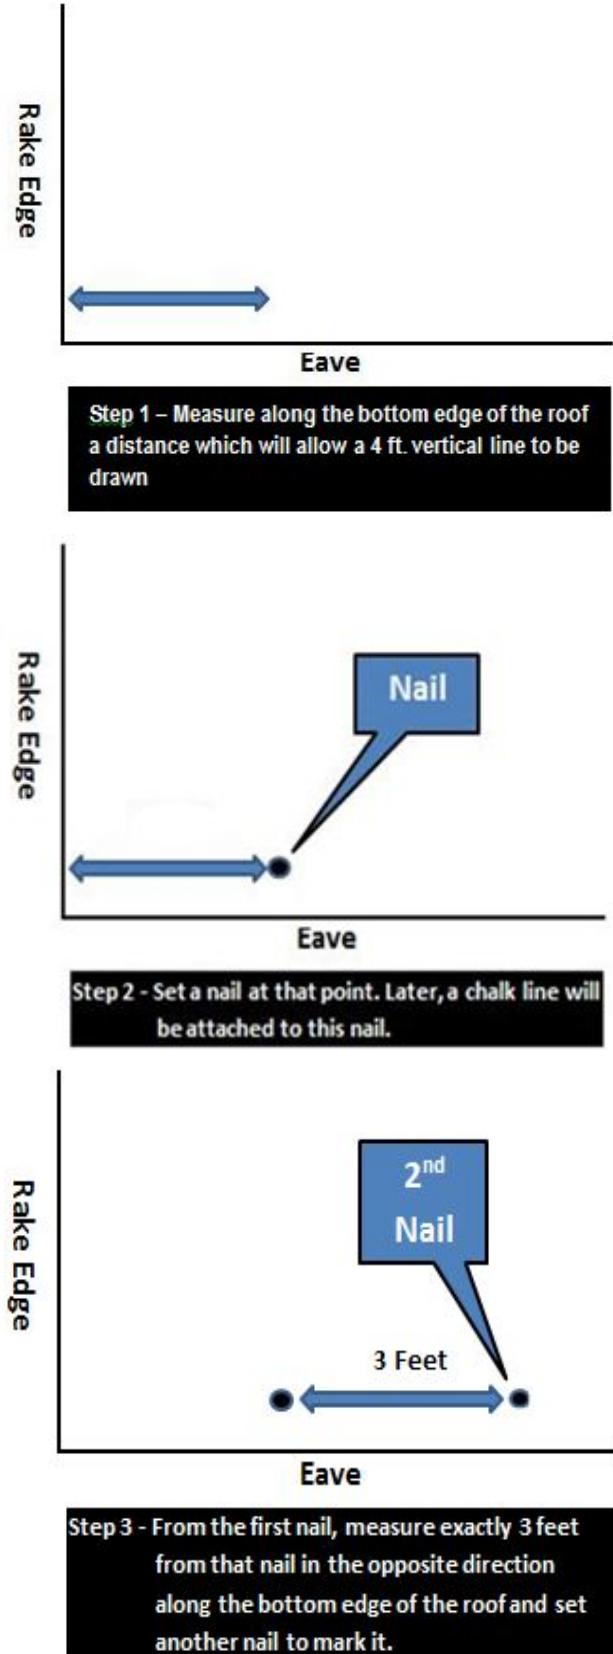 Rake Edge
Eave
Step 1 – Measure along the bottom edge of the roof
a distance which will allow a 4 ft. vertical line to be
drawn
Rake Edge
Nail
Eave
Step 2 - Set a nail at that point. Later, a chalk line will
be attached to this nail.
Rake Edge
2nd
Nail
3 Feet
Eave
Step 3 - From the first nail, measure exactly 3 feet
from that nail in the opposite direction
along the bottom edge of the roof and set
another nail to mark it.